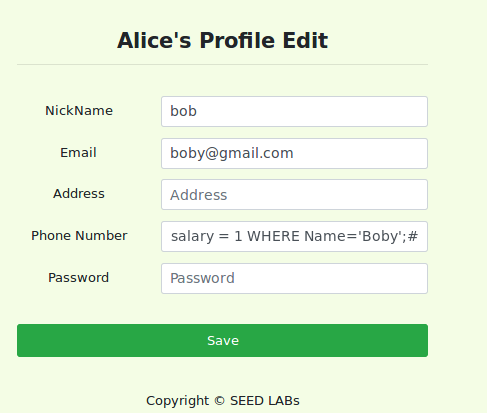 Alice's Profile Edit
NickName bob
Email boby@gmail.com
Address Address
Phone Number salary = 1 WHERE Name='Boby';#
Password Password
Save
Copyright © SEED LABs